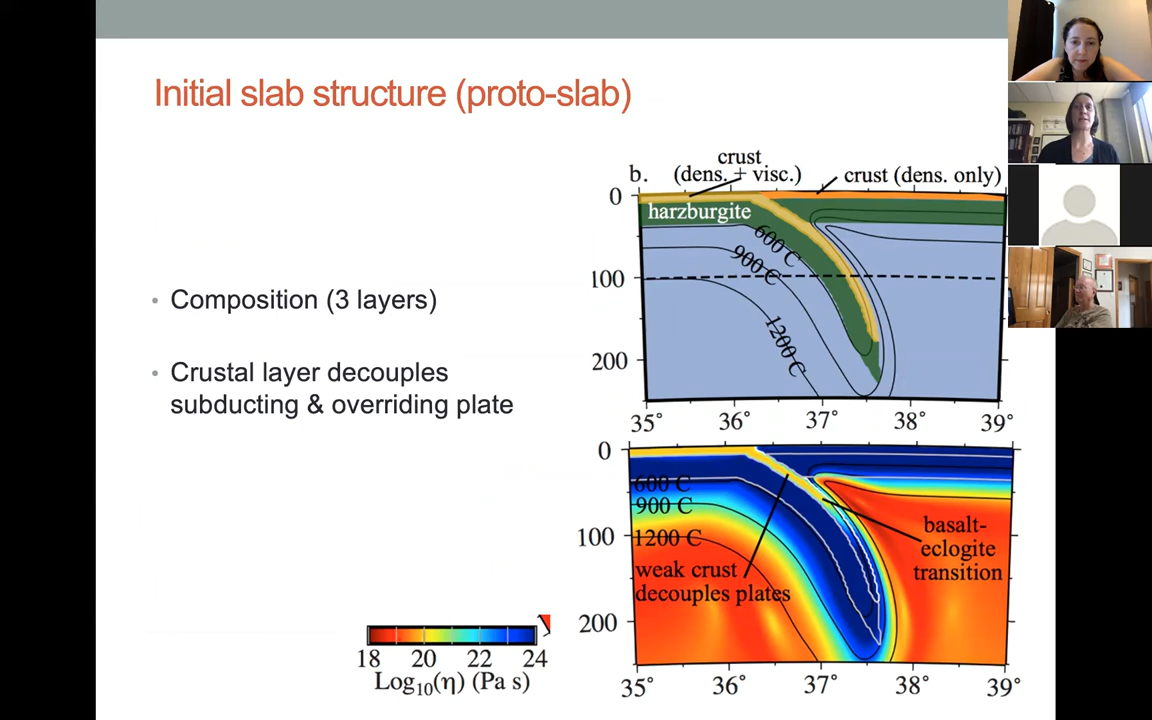 Initial slab structure (proto-slab)
• Composition (3 layers)
• Crustal layer decouples
subducting & overriding plate
b.
crust
(dens. + visc.)
crust (dens. only)
harzburgite
600 C
900 C
1200 C
0
100
200
35° 36° 37° 38° 39°
0
100
200
600 C
900 C
1200 C
weak crust
decouples plates
basalt-
eclogite
transition
35° 36° 37° 38° 39°
18 20 22 24
Log10(η) (Pa s)